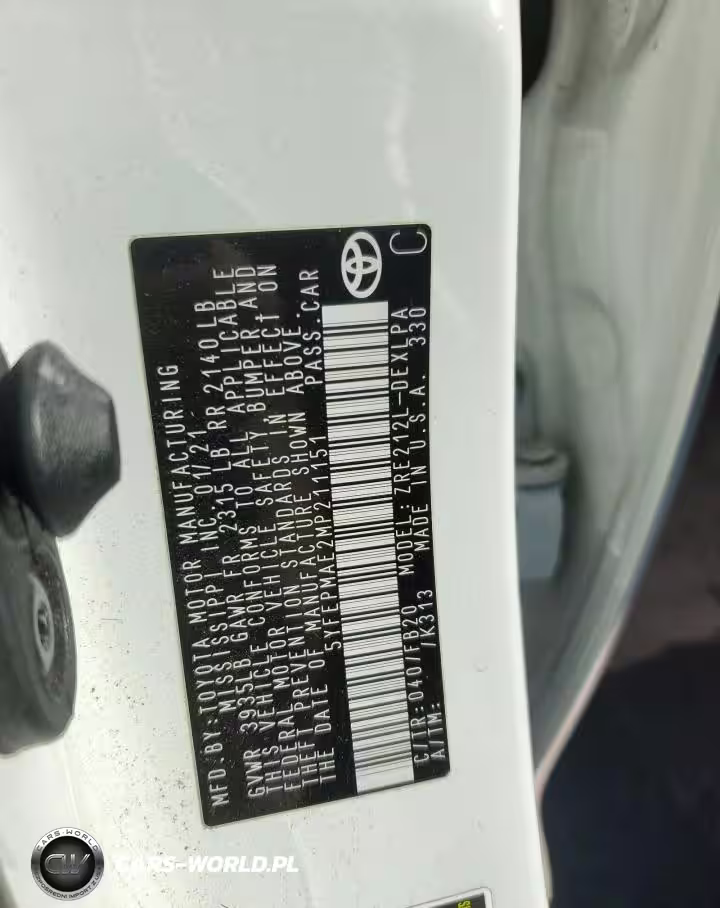 MFD. BY: TOYOTA MOTOR MANUFACTURING
MISSISSIPPI, INC. 01/21
GVWR 3935LB GAWR FR 2315 LB RR 2140 LB
THIS VEHICLE CONFORMS TO ALL APPLICABLE
FEDERAL MOTOR VEHICLE SAFETY BUMPER AND
THEFT PREVENTION STANDARDS IN EFFECT ON
THE DATE OF MANUFACTURE SHOWN ABOVE.
5YFEPMAE2MP211151 PASS. CAR
C/TR: 040/FB20 MODEL: ZRE212L-DEXLPA
A/TM: /K313 MADE IN U.S.A. 330
C
CARS-WORLD
CW
CARS-WORLD.PL